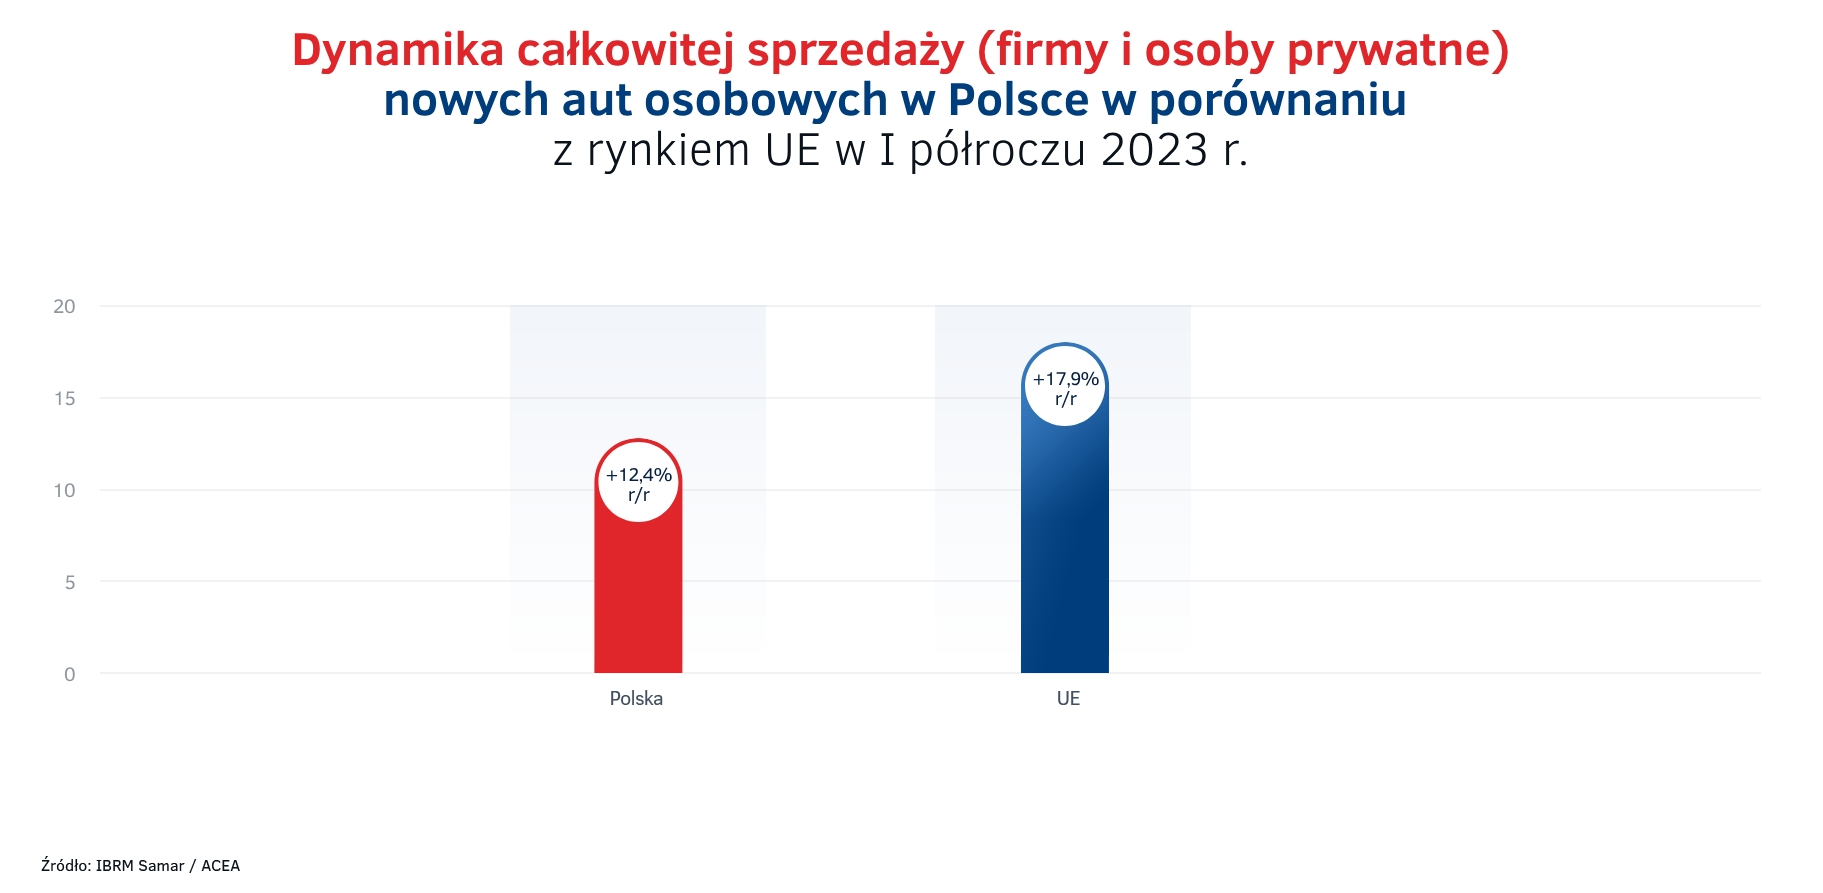 Dynamika całkowitej sprzedaży (firmy i osoby prywatne)
nowych aut osobowych w Polsce w porównaniu
z rynkiem UE w I półroczu 2023 r.
20
15
10
5
0
+12,4%
r/r
+17,9%
r/r
Polska
UE
Źródło: IBRM Samar / ACEA